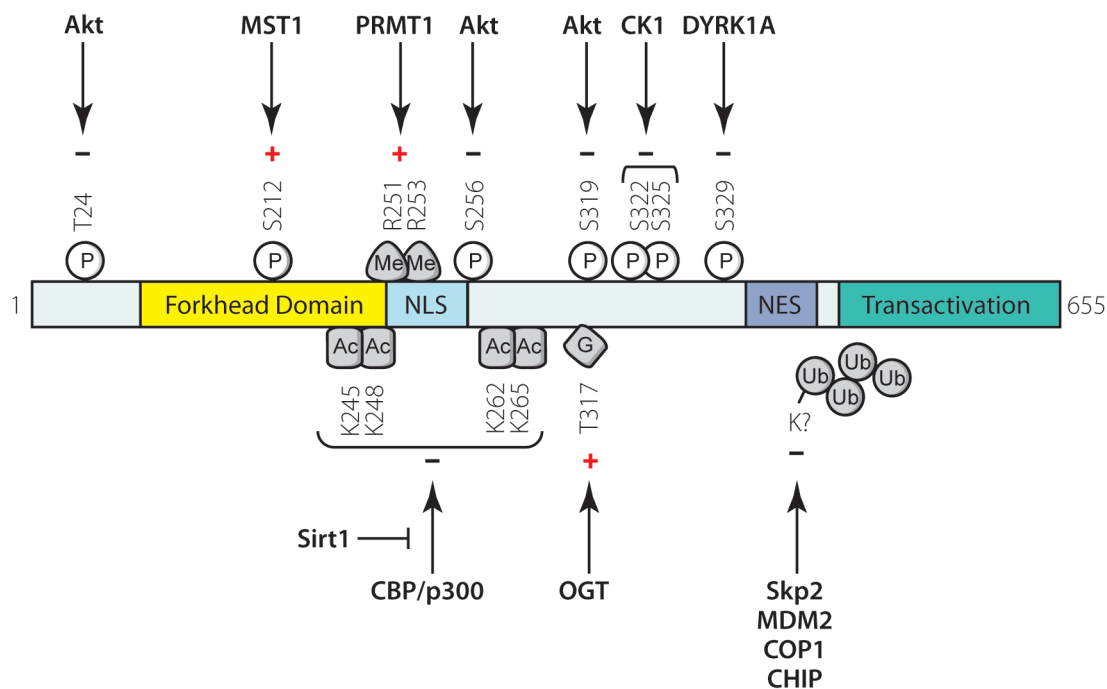 Akt MST1 PRMT1 Akt Akt CK1 DYRK1A
− + + − − − −
T24 S212 R251 R253 S256 S319 S322 S325 S329
P P Me Me P P P P P
1 Forkhead Domain NLS NES Transactivation 655
Ac Ac Ac Ac G Ub Ub Ub Ub
K245 K248 K262 K265 T317 K?
− + −
Sirt1
CBP/p300 OGT Skp2
MDM2
COP1
CHIP